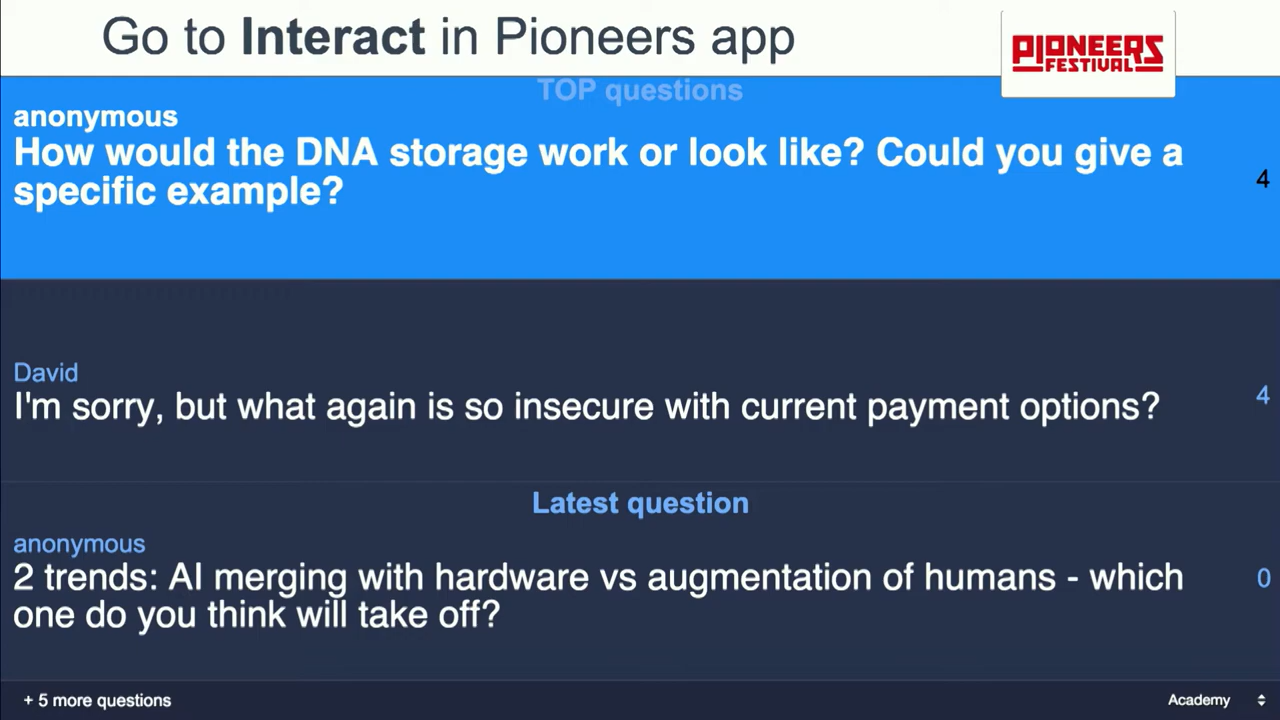 Go to Interact in Pioneers app
PIONEERS
FESTIVAL
TOP questions
anonymous
How would the DNA storage work or look like? Could you give a
specific example?
4
David
I'm sorry, but what again is so insecure with current payment options?
4
Latest question
anonymous
2 trends: AI merging with hardware vs augmentation of humans - which
one do you think will take off?
0
+ 5 more questions
Academy